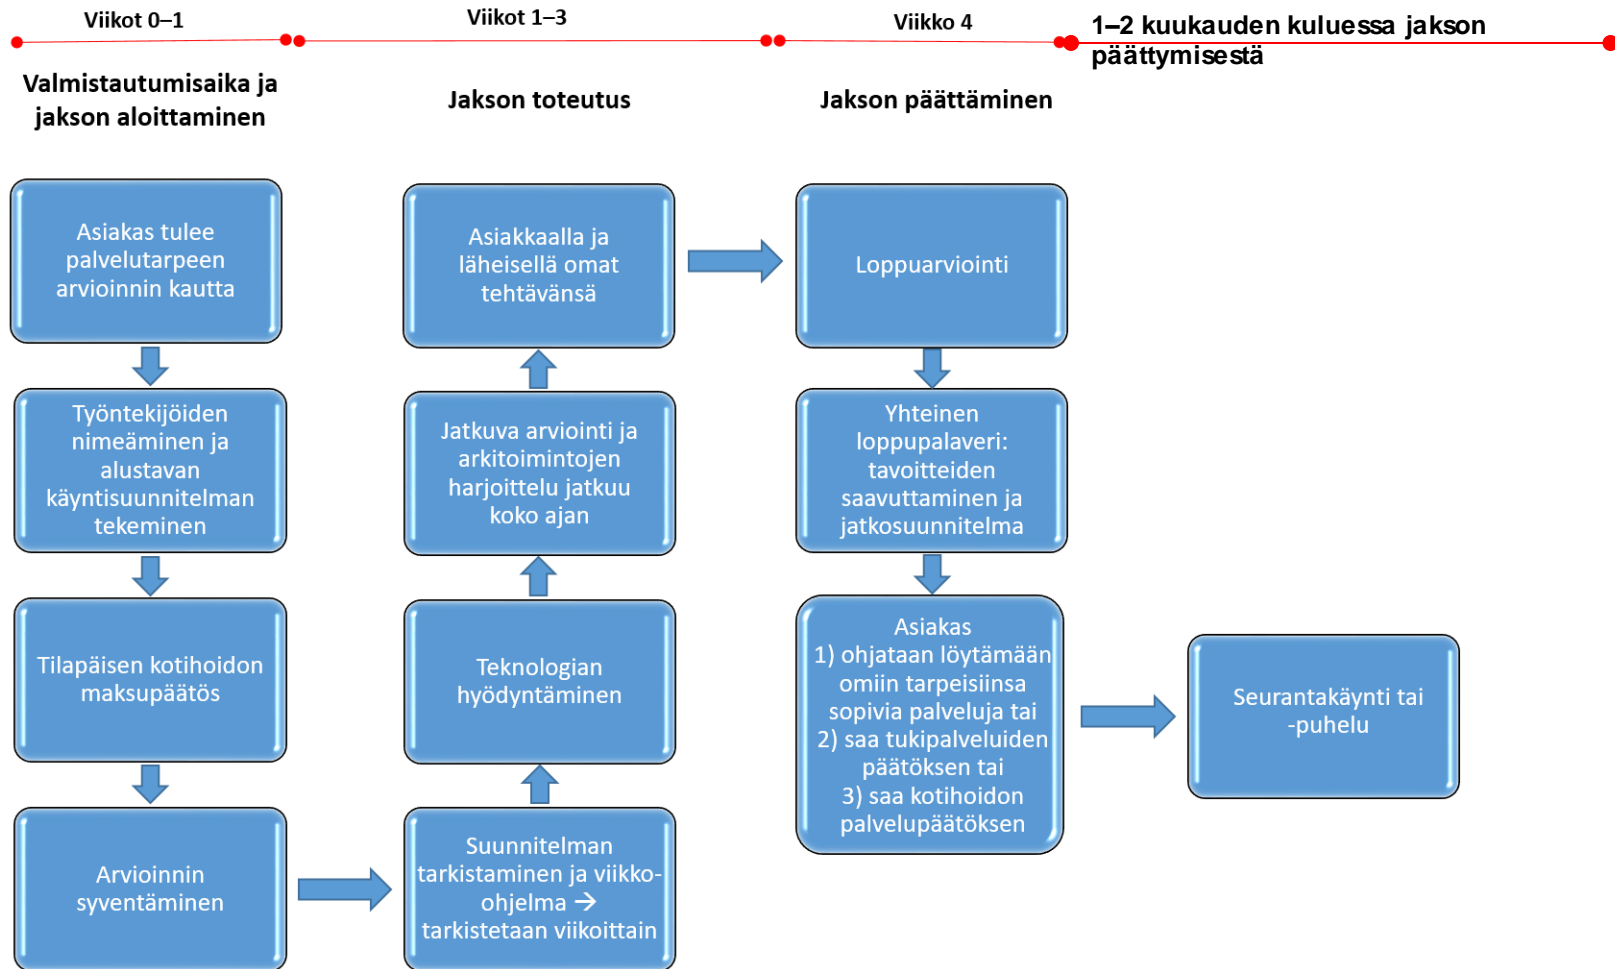 Viikot 0–1
Viikot 1–3
Viikko 4
1–2 kuukauden kuluessa jakson
päättymisestä
Valmistautumisaika ja
jakson aloittaminen
Jakson toteutus
Jakson päättäminen
Asiakas tulee
palvelutarpeen
arvioinnin kautta
Työntekijöiden
nimeäminen ja
alustavan
käyntisuunnitelman
tekeminen
Tilapäisen kotihoidon
maksupäätös
Arvioinnin
syventäminen
Suunnitelman
tarkistaminen ja viikko-
ohjelma →
tarkistetaan viikoittain
Teknologian
hyödyntäminen
Jatkuva arviointi ja
arkitoimintojen
harjoittelu jatkuu
koko ajan
Asiakkaalla ja
läheisellä omat
tehtävänsä
Loppuarviointi
Yhteinen
loppupalaveri:
tavoitteiden
saavuttaminen ja
jatkosuunnitelma
Asiakas
1) ohjataan löytämään
omiin tarpeisiinsa
sopivia palveluja tai
2) saa tukipalveluiden
päätöksen tai
3) saa kotihoidon
palvelupäätöksen
Seurantakäynti tai
-puhelu